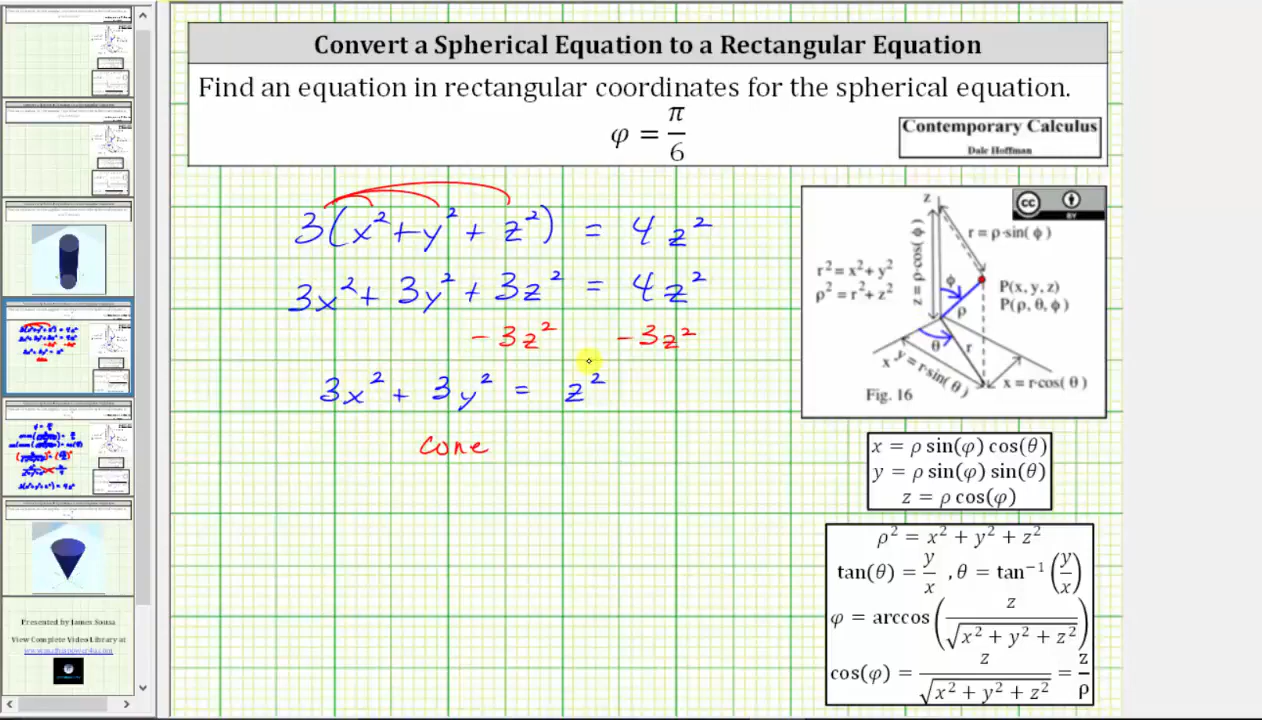 Convert a Spherical Equation to a Rectangular Equation
Find an equation in rectangular coordinates for the spherical equation.
φ = π/6
Contemporary Calculus
Dale Hoffman
3(x² + y² + z²) = 4z²
3x² + 3y² + 3z² = 4z²
-3z² -3z²
3x² + 3y² = z²
cone
cc BY
z
r = ρ·sin(ϕ)
z = ρ·cos(ϕ)
r² = x² + y²
ρ² = r² + z²
ϕ
ρ
P(x, y, z)
P(ρ, θ, ϕ)
θ
r
x
y = r·sin(θ)
x = r·cos(θ)
Fig. 16
x = ρ sin(φ) cos(θ)
y = ρ sin(φ) sin(θ)
z = ρ cos(φ)
ρ² = x² + y² + z²
tan(θ) = y/x , θ = tan⁻¹(y/x)
φ = arccos(z/√(x² + y² + z²))
cos(φ) = z/√(x² + y² + z²) = z/ρ
Presented by James Sousa
View Complete Video Library at